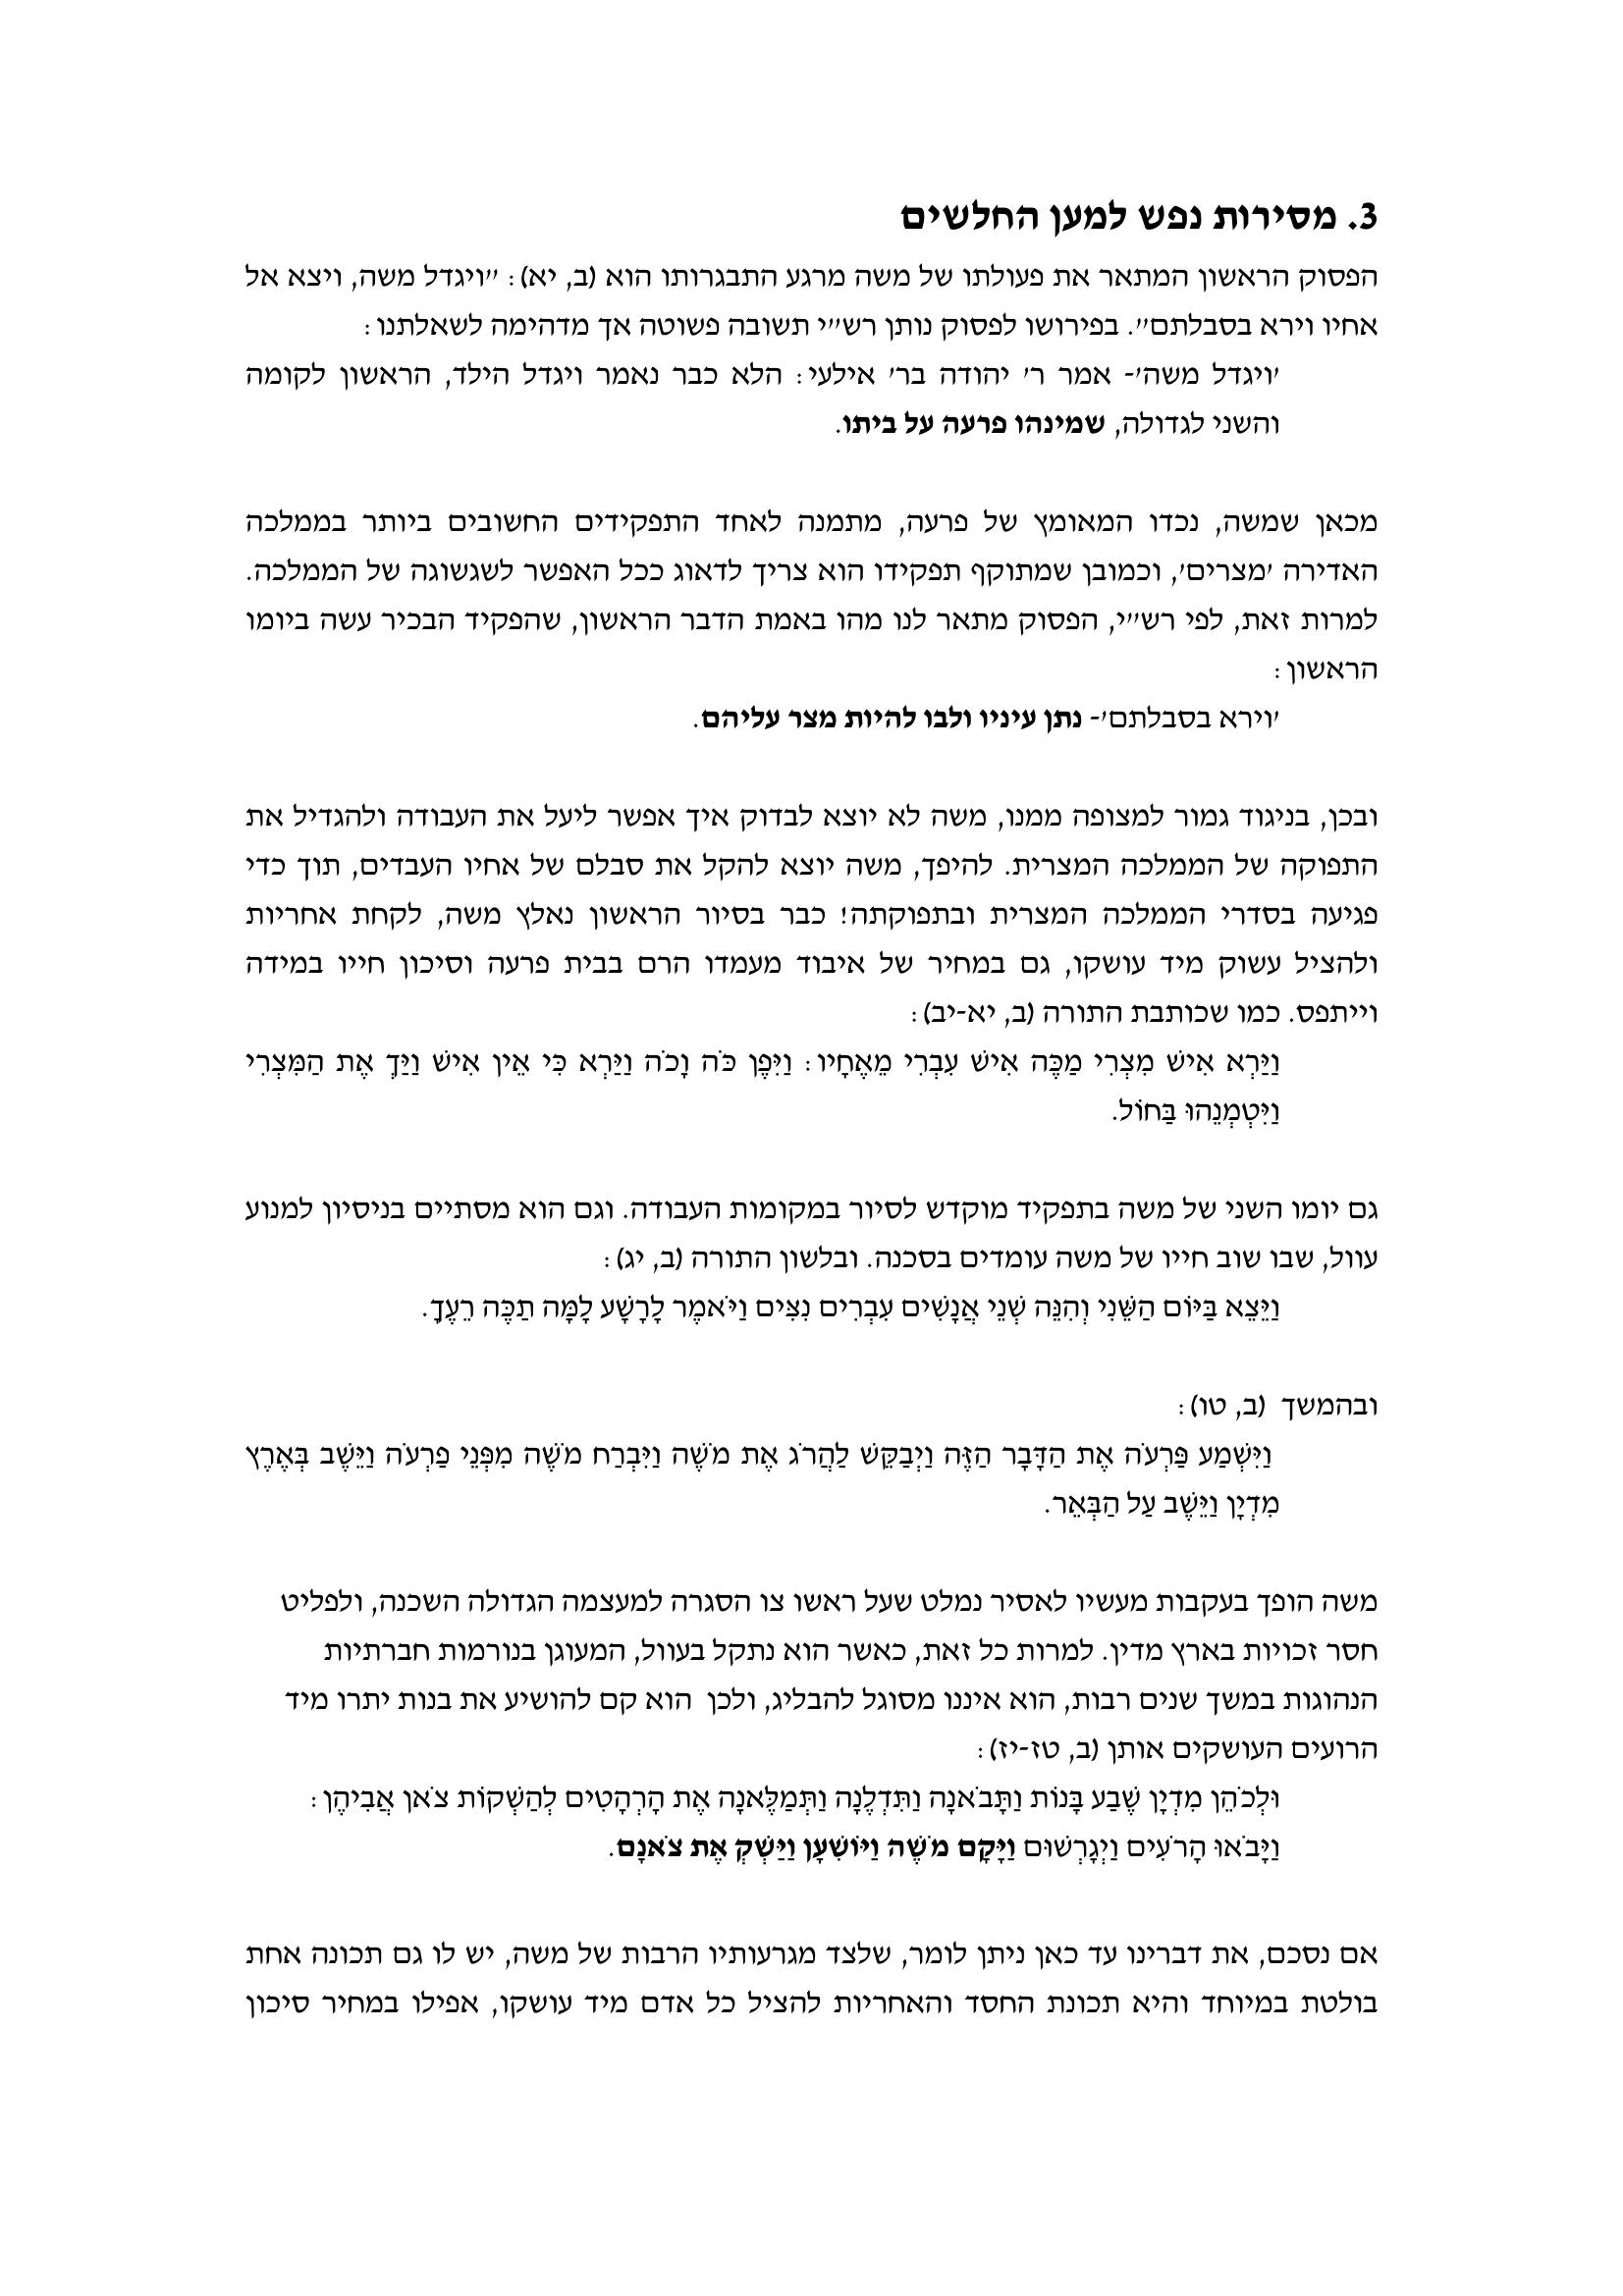 3. מסירות נפש למען החלשים
הפסוק הראשון המתאר את פעולתו של משה מרגע התבגרותו הוא (ב, יא): "ויגדל משה, ויצא אל
אחיו וירא בסבלתם". בפירושו לפסוק נותן רש"י תשובה פשוטה אך מדהימה לשאלתנו:
'ויגדל משה'- אמר ר' יהודה בר' אילעי: הלא כבר נאמר ויגדל הילד, הראשון לקומה
והשני לגדולה, שמינהו פרעה על ביתו.
מכאן שמשה, נכדו המאומץ של פרעה, מתמנה לאחד התפקידים החשובים ביותר בממלכה
האדירה 'מצרים', וכמובן שמתוקף תפקידו הוא צריך לדאוג ככל האפשר לשגשוגה של הממלכה.
למרות זאת, לפי רש"י, הפסוק מתאר לנו מהו באמת הדבר הראשון, שהפקיד הבכיר עשה ביומו
הראשון:
'וירא בסבלתם'- נתן עיניו ולבו להיות מצר עליהם.
ובכן, בניגוד גמור למצופה ממנו, משה לא יוצא לבדוק איך אפשר ליעל את העבודה ולהגדיל את
התפוקה של הממלכה המצרית. להיפך, משה יוצא להקל את סבלם של אחיו העבדים, תוך כדי
פגיעה בסדרי הממלכה המצרית ובתפוקתה! כבר בסיור הראשון נאלץ משה, לקחת אחריות
ולהציל עשוק מיד עושקו, גם במחיר של איבוד מעמדו הרם בבית פרעה וסיכון חייו במידה
וייתפס. כמו שכותבת התורה (ב, יא-יב):
וַיַּרְא אִישׁ מִצְרִי מַכֶּה אִישׁ עִבְרִי מֵאֶחָיו: וַיִּפֶן כֹּה וָכֹה וַיַּרְא כִּי אֵין אִישׁ וַיַּךְ אֶת הַמִּצְרִי
וַיִּטְמְנֵהוּ בַּחוֹל.
גם יומו השני של משה בתפקיד מוקדש לסיור במקומות העבודה. וגם הוא מסתיים בניסיון למנוע
עוול, שבו שוב חייו של משה עומדים בסכנה. ובלשון התורה (ב, יג):
וַיֵּצֵא בַּיּוֹם הַשֵּׁנִי וְהִנֵּה שְׁנֵי אֲנָשִׁים עִבְרִים נִצִּים וַיֹּאמֶר לָרָשָׁע לָמָּה תַכֶּה רֵעֶךָ.
ובהמשך (ב, טו):
וַיִּשְׁמַע פַּרְעֹה אֶת הַדָּבָר הַזֶּה וַיְבַקֵּשׁ לַהֲרֹג אֶת מֹשֶׁה וַיִּבְרַח מֹשֶׁה מִפְּנֵי פַרְעֹה וַיֵּשֶׁב בְּאֶרֶץ
מִדְיָן וַיֵּשֶׁב עַל הַבְּאֵר.
משה הופך בעקבות מעשיו לאסיר נמלט שעל ראשו צו הסגרה למעצמה הגדולה השכנה, ולפליט
חסר זכויות בארץ מדין. למרות כל זאת, כאשר הוא נתקל בעוול, המעוגן בנורמות חברתיות
הנהוגות במשך שנים רבות, הוא איננו מסוגל להבליג, ולכן הוא קם להושיע את בנות יתרו מיד
הרועים העושקים אותן (ב, טז-יז):
וּלְכֹהֵן מִדְיָן שֶׁבַע בָּנוֹת וַתָּבֹאנָה וַתִּדְלֶנָה וַתְּמַלֶּאנָה אֶת הָרְהָטִים לְהַשְׁקוֹת צֹאן אֲבִיהֶן:
וַיָּבֹאוּ הָרֹעִים וַיְגָרְשׁוּם וַיָּקָם מֹשֶׁה וַיּוֹשִׁעָן וַיַּשְׁקְ אֶת צֹאנָם.
אם נסכם, את דברינו עד כאן ניתן לומר, שלצד מגרעותיו הרבות של משה, יש לו גם תכונה אחת
בולטת במיוחד והיא תכונת החסד והאחריות להציל כל אדם מיד עושקו, אפילו במחיר סיכון